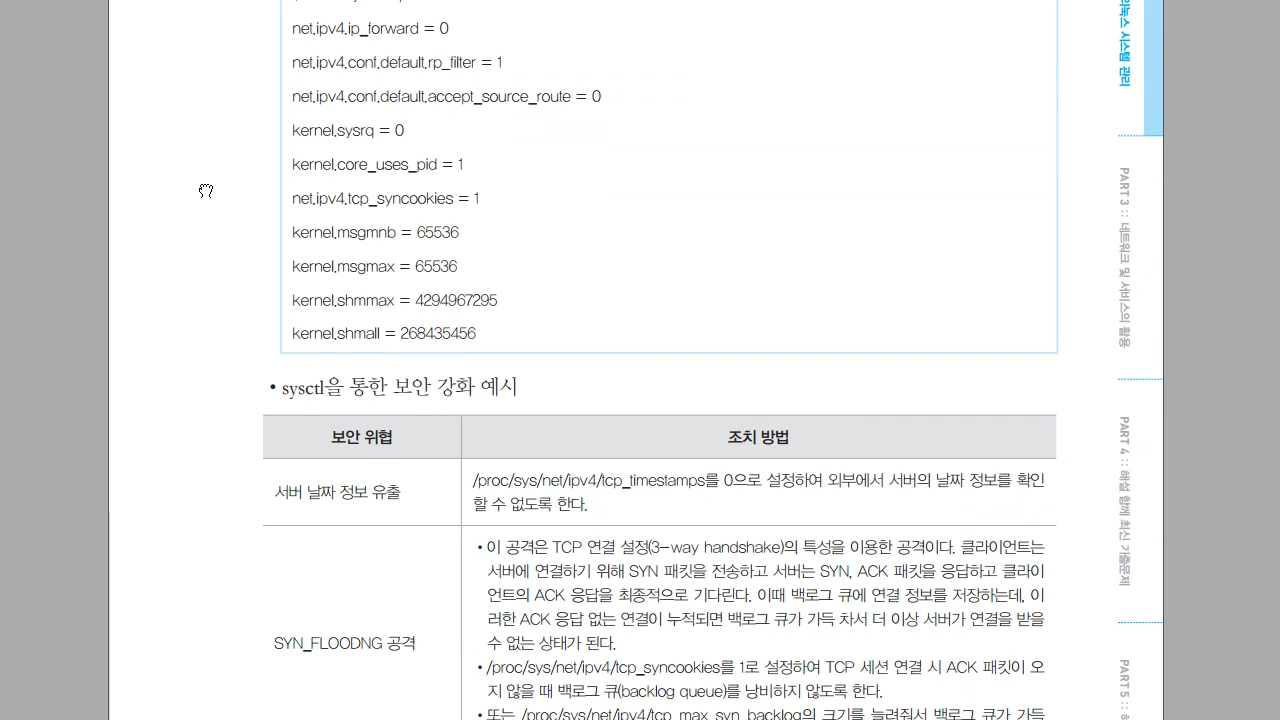 net.ipv4.ip_forward = 0
net.ipv4.conf.default.rp_filter = 1
net.ipv4.conf.default.accept_source_route = 0
kernel.sysrq = 0
kernel.core_uses_pid = 1
net.ipv4.tcp_syncookies = 1
kernel.msgmnb = 65536
kernel.msgmax = 65536
kernel.shmmax = 4294967295
kernel.shmall = 268435456
• sysctl을 통한 보안 강화 예시
보안 위협 조치 방법
서버 날짜 정보 유출
/proc/sys/net/ipv4/tcp_timestamps를 0으로 설정하여 외부에서 서버의 날짜 정보를 확인
할 수 없도록 한다.
SYN_FLOODNG 공격
• 이 공격은 TCP 연결 설정(3-way handshake)의 특성을 이용한 공격이다. 클라이언트는
서버에 연결하기 위해 SYN 패킷을 전송하고 서버는 SYN ACK 패킷을 응답하고 클라이
언트의 ACK 응답을 최종적으로 기다린다. 이때 백로그 큐에 연결 정보를 저장하는데, 이
러한 ACK 응답 없는 연결이 누적되면 백로그 큐가 가득 차서 더 이상 서버가 연결을 받을
수 없는 상태가 된다.
• /proc/sys/net/ipv4/tcp_syncookies를 1로 설정하여 TCP 세션 연결 시 ACK 패킷이 오
지 않을 때 백로그 큐(backlog queue)를 낭비하지 않도록 한다.
리눅스 시스템 관리
PART 3 :: 네트워크 및 서비스의 활용
PART 4 :: 해설 함께 최신 기출문제
PART 5 ::